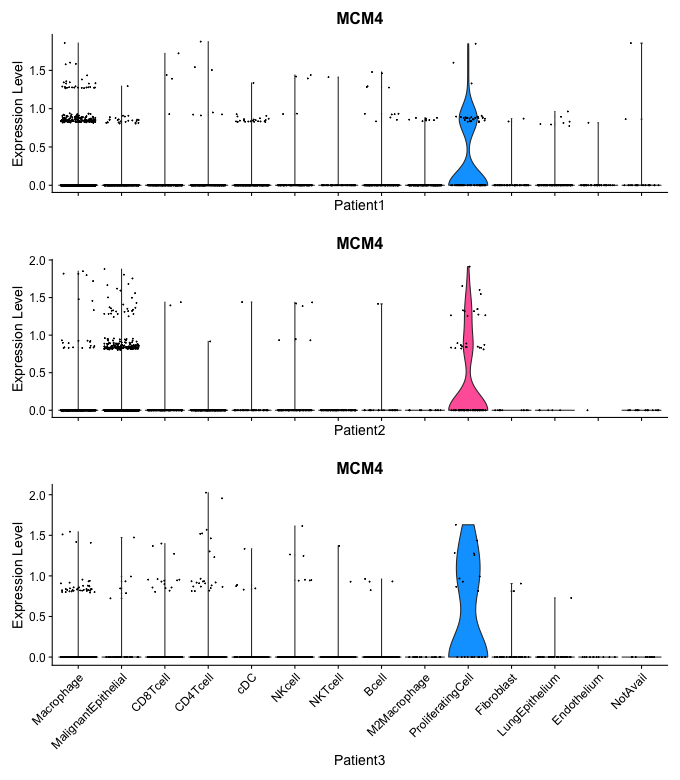 MCM4
Expression Level
1.5
1.0
0.5
0.0
Patient1
MCM4
Expression Level
2.0
1.5
1.0
0.5
0.0
Patient2
MCM4
Expression Level
2.0
1.5
1.0
0.5
0.0
Macrophage
MalignantEpithelial
CD8Tcell
CD4Tcell
cDC
NKcell
NKTcell
Bcell
M2Macrophage
ProliferatingCell
Fibroblast
LungEpithelium
Endothelium
NotAvail
Patient3